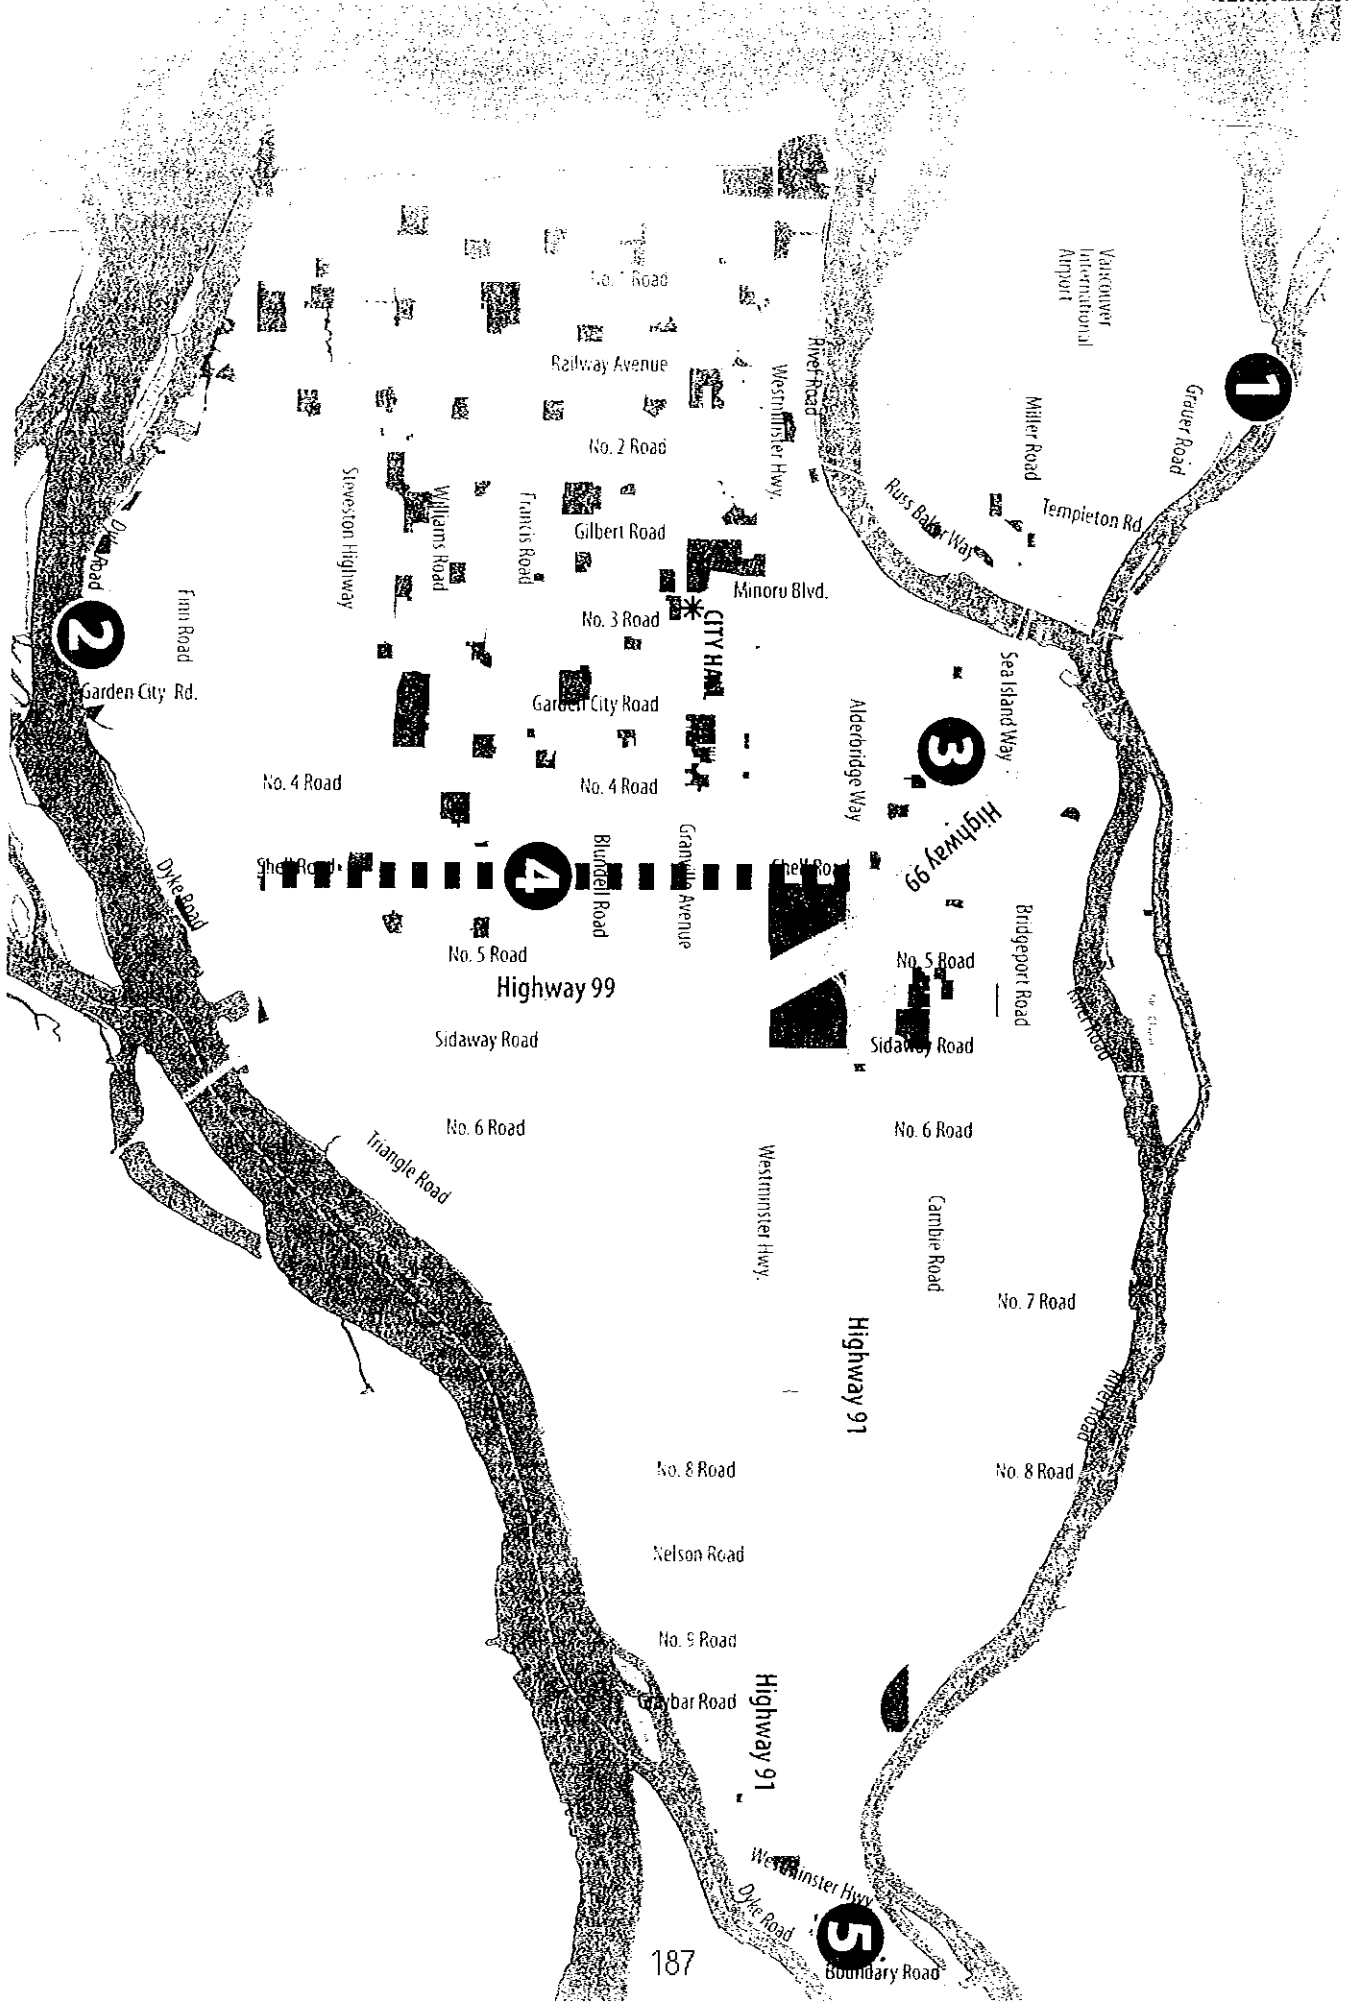 Vancouver
International
Airport
1
Grauer Road
Miller Road
Templeton Rd.
Russ Baker Way
River Road
Westminster Hwy.
Road
Railway Avenue
No. 2 Road
Gilbert Road
Minoru Blvd.
No. 3 Road
CITY HALL
Garden City Road
No. 4 Road
No. 4 Road
Steveston Highway
Williams Road
Francis Road
Dyke Road
2
Finn Road
Garden City Rd.
Sea Island Way
3
Alderbridge Way
Highway 99
Shell Road
4
Blundell Road
Granville Avenue
Shell Road
Dyke Road
No. 5 Road
Highway 99
Sidaway Road
No. 6 Road
Triangle Road
No. 5 Road
Bridgeport Road
River Road
Sidaway Road
No. 6 Road
Westminster Hwy.
Cambie Road
No. 7 Road
Highway 91
River Road
No. 8 Road
No. 8 Road
Nelson Road
No. 9 Road
Graybar Road
Highway 91
Westminster Hwy
Dyke Road
5
Boundary Road
187